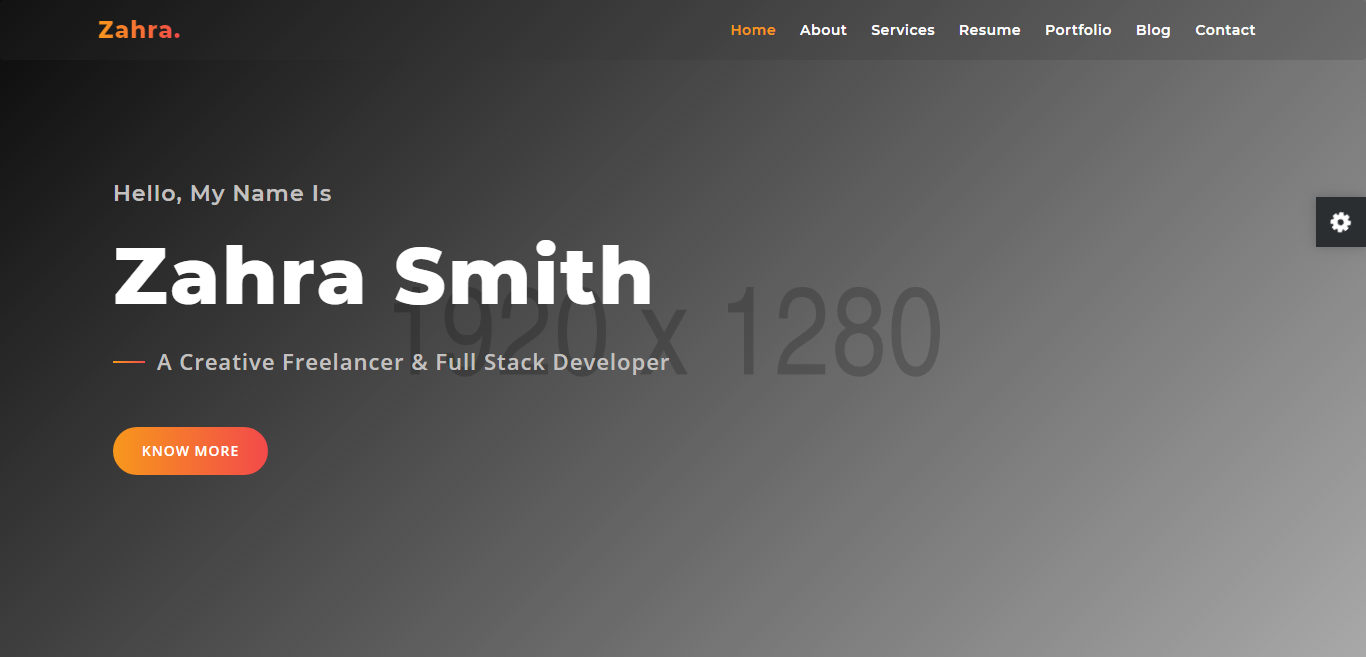 Zahra.
Home About Services Resume Portfolio Blog Contact
Hello, My Name Is
Zahra Smith
1920 x 1280
A Creative Freelancer & Full Stack Developer
KNOW MORE